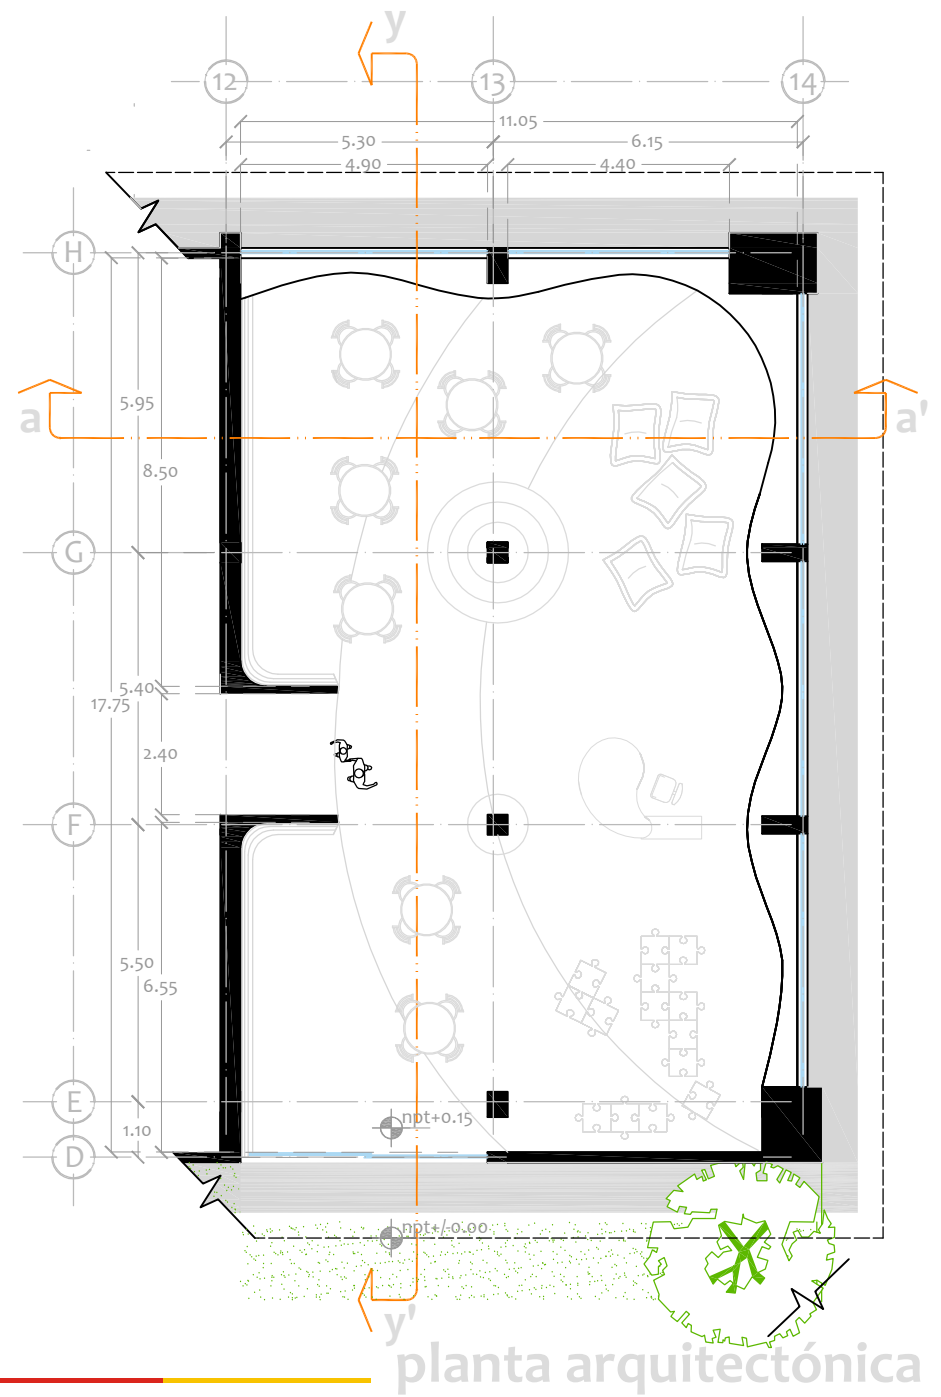 y
12 13 14
11.05
5.30 6.15
4.90 4.40
H
5.95
a a'
8.50
G
5.40
17.75
2.40
F
5.50
6.55
E
npt+0.15
1.10
D
npt+/-0.00
y'
planta arquitectónica